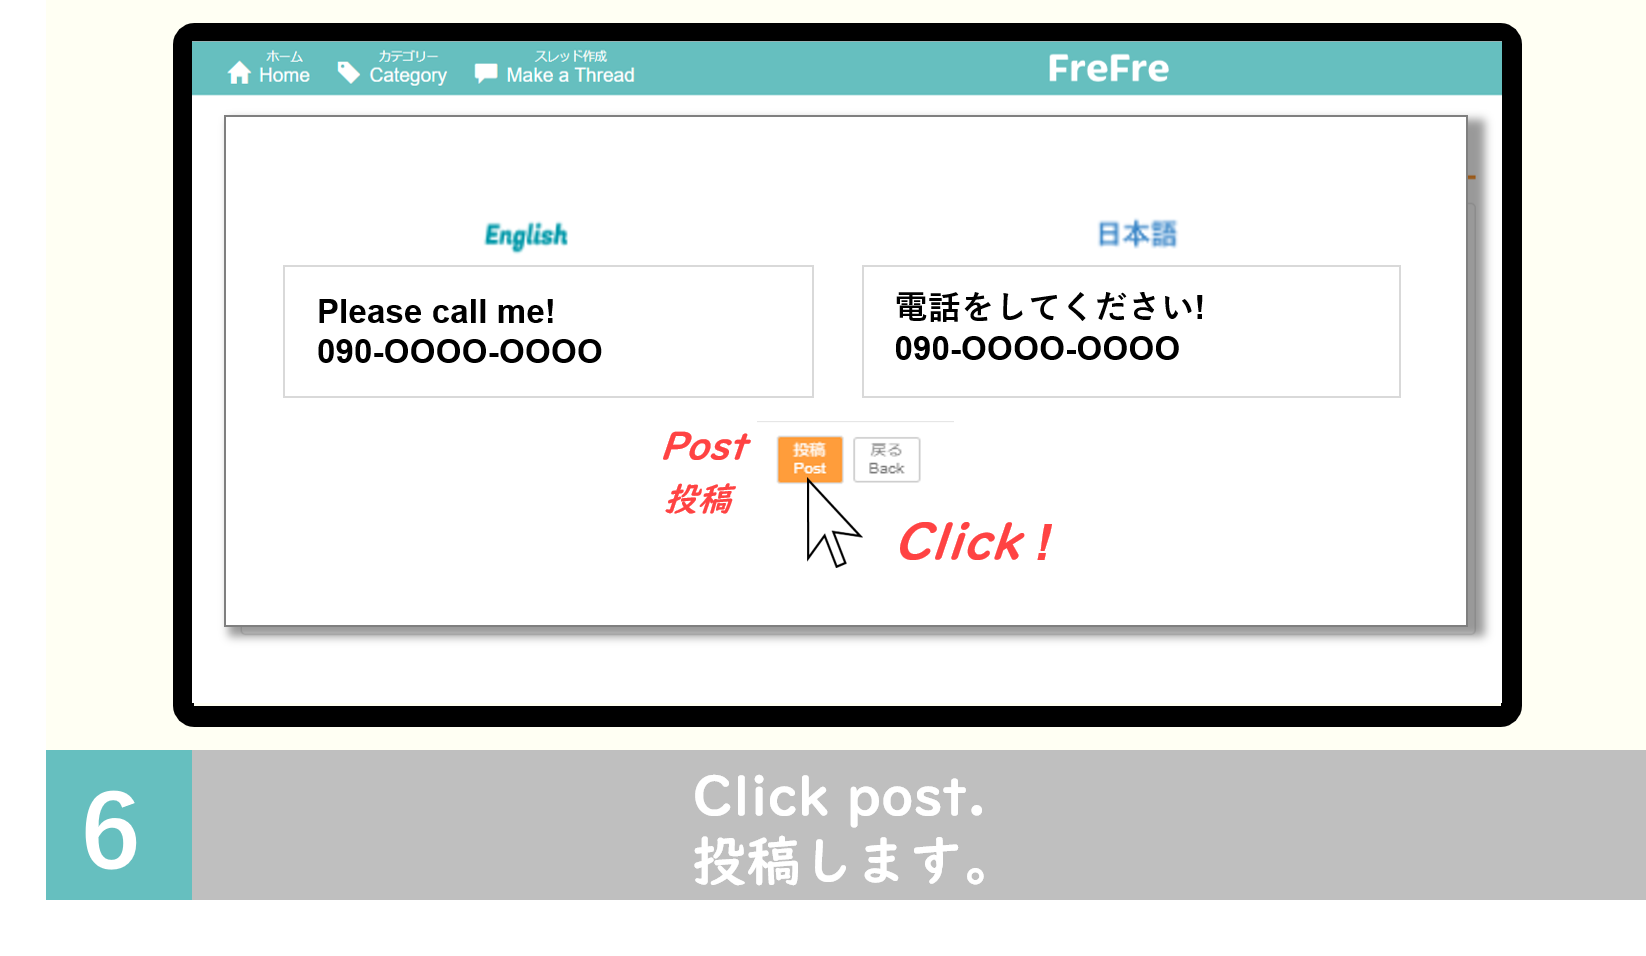 ホーム
Home
カテゴリー
Category
スレッド作成
Make a Thread
FreFre
English
日本語
Please call me!
090-OOOO-OOOO
電話をしてください!
090-OOOO-OOOO
Post
投稿
投稿
Post
戻る
Back
Click !
6
Click post.
投稿します。